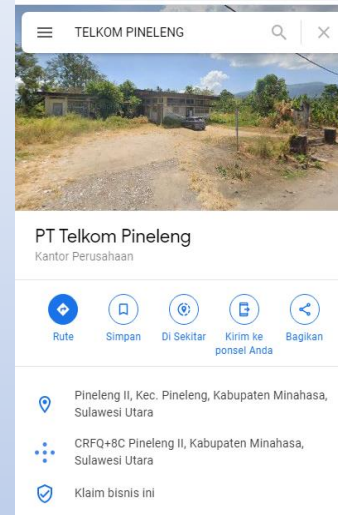 TELKOM PINELENG
PT Telkom Pineleng
Kantor Perusahaan
Rute
Simpan
Di Sekitar
Kirim ke
ponsel Anda
Bagikan
Pineleng II, Kec. Pineleng, Kabupaten Minahasa,
Sulawesi Utara
CRFQ+8C Pineleng II, Kabupaten Minahasa,
Sulawesi Utara
Klaim bisnis ini